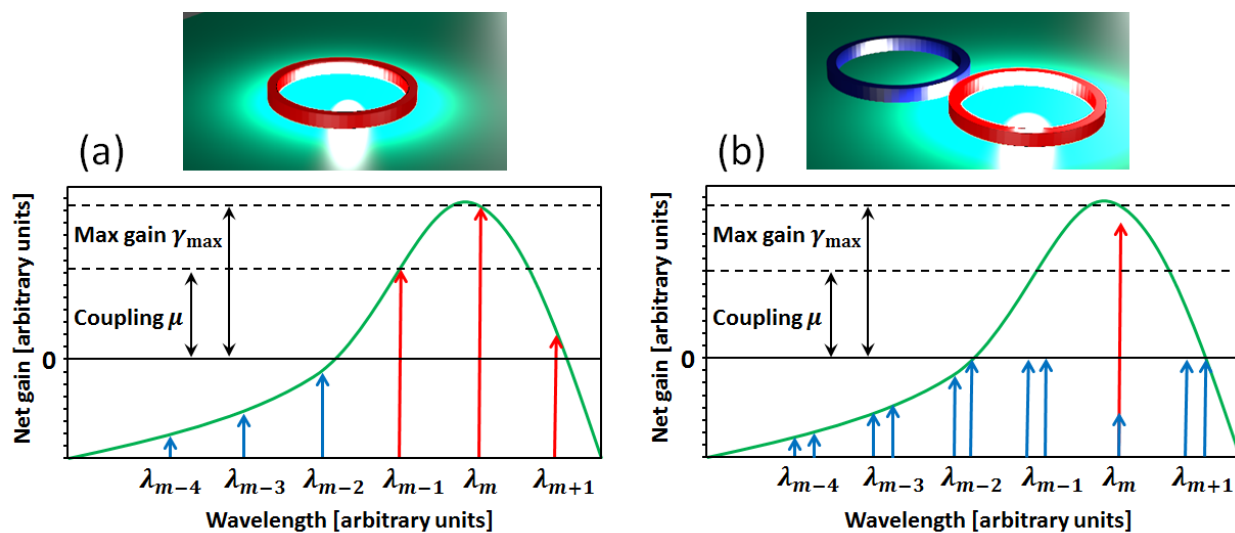 (a)
Net gain [arbitrary units]
Max gain γmax
Coupling μ
0
λm−4 λm−3 λm−2 λm−1 λm λm+1
Wavelength [arbitrary units]
(b)
Net gain [arbitrary units]
Max gain γmax
Coupling μ
0
λm−4 λm−3 λm−2 λm−1 λm λm+1
Wavelength [arbitrary units]